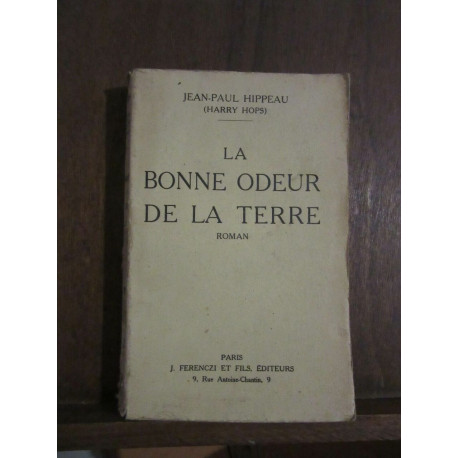 JEAN-PAUL HIPPEAU
(HARRY HOPS)
LA
BONNE ODEUR
DE LA TERRE
ROMAN
PARIS
J. FERENCZI ET FILS, ÉDITEURS
9, Rue Antoine-Chantin, 9